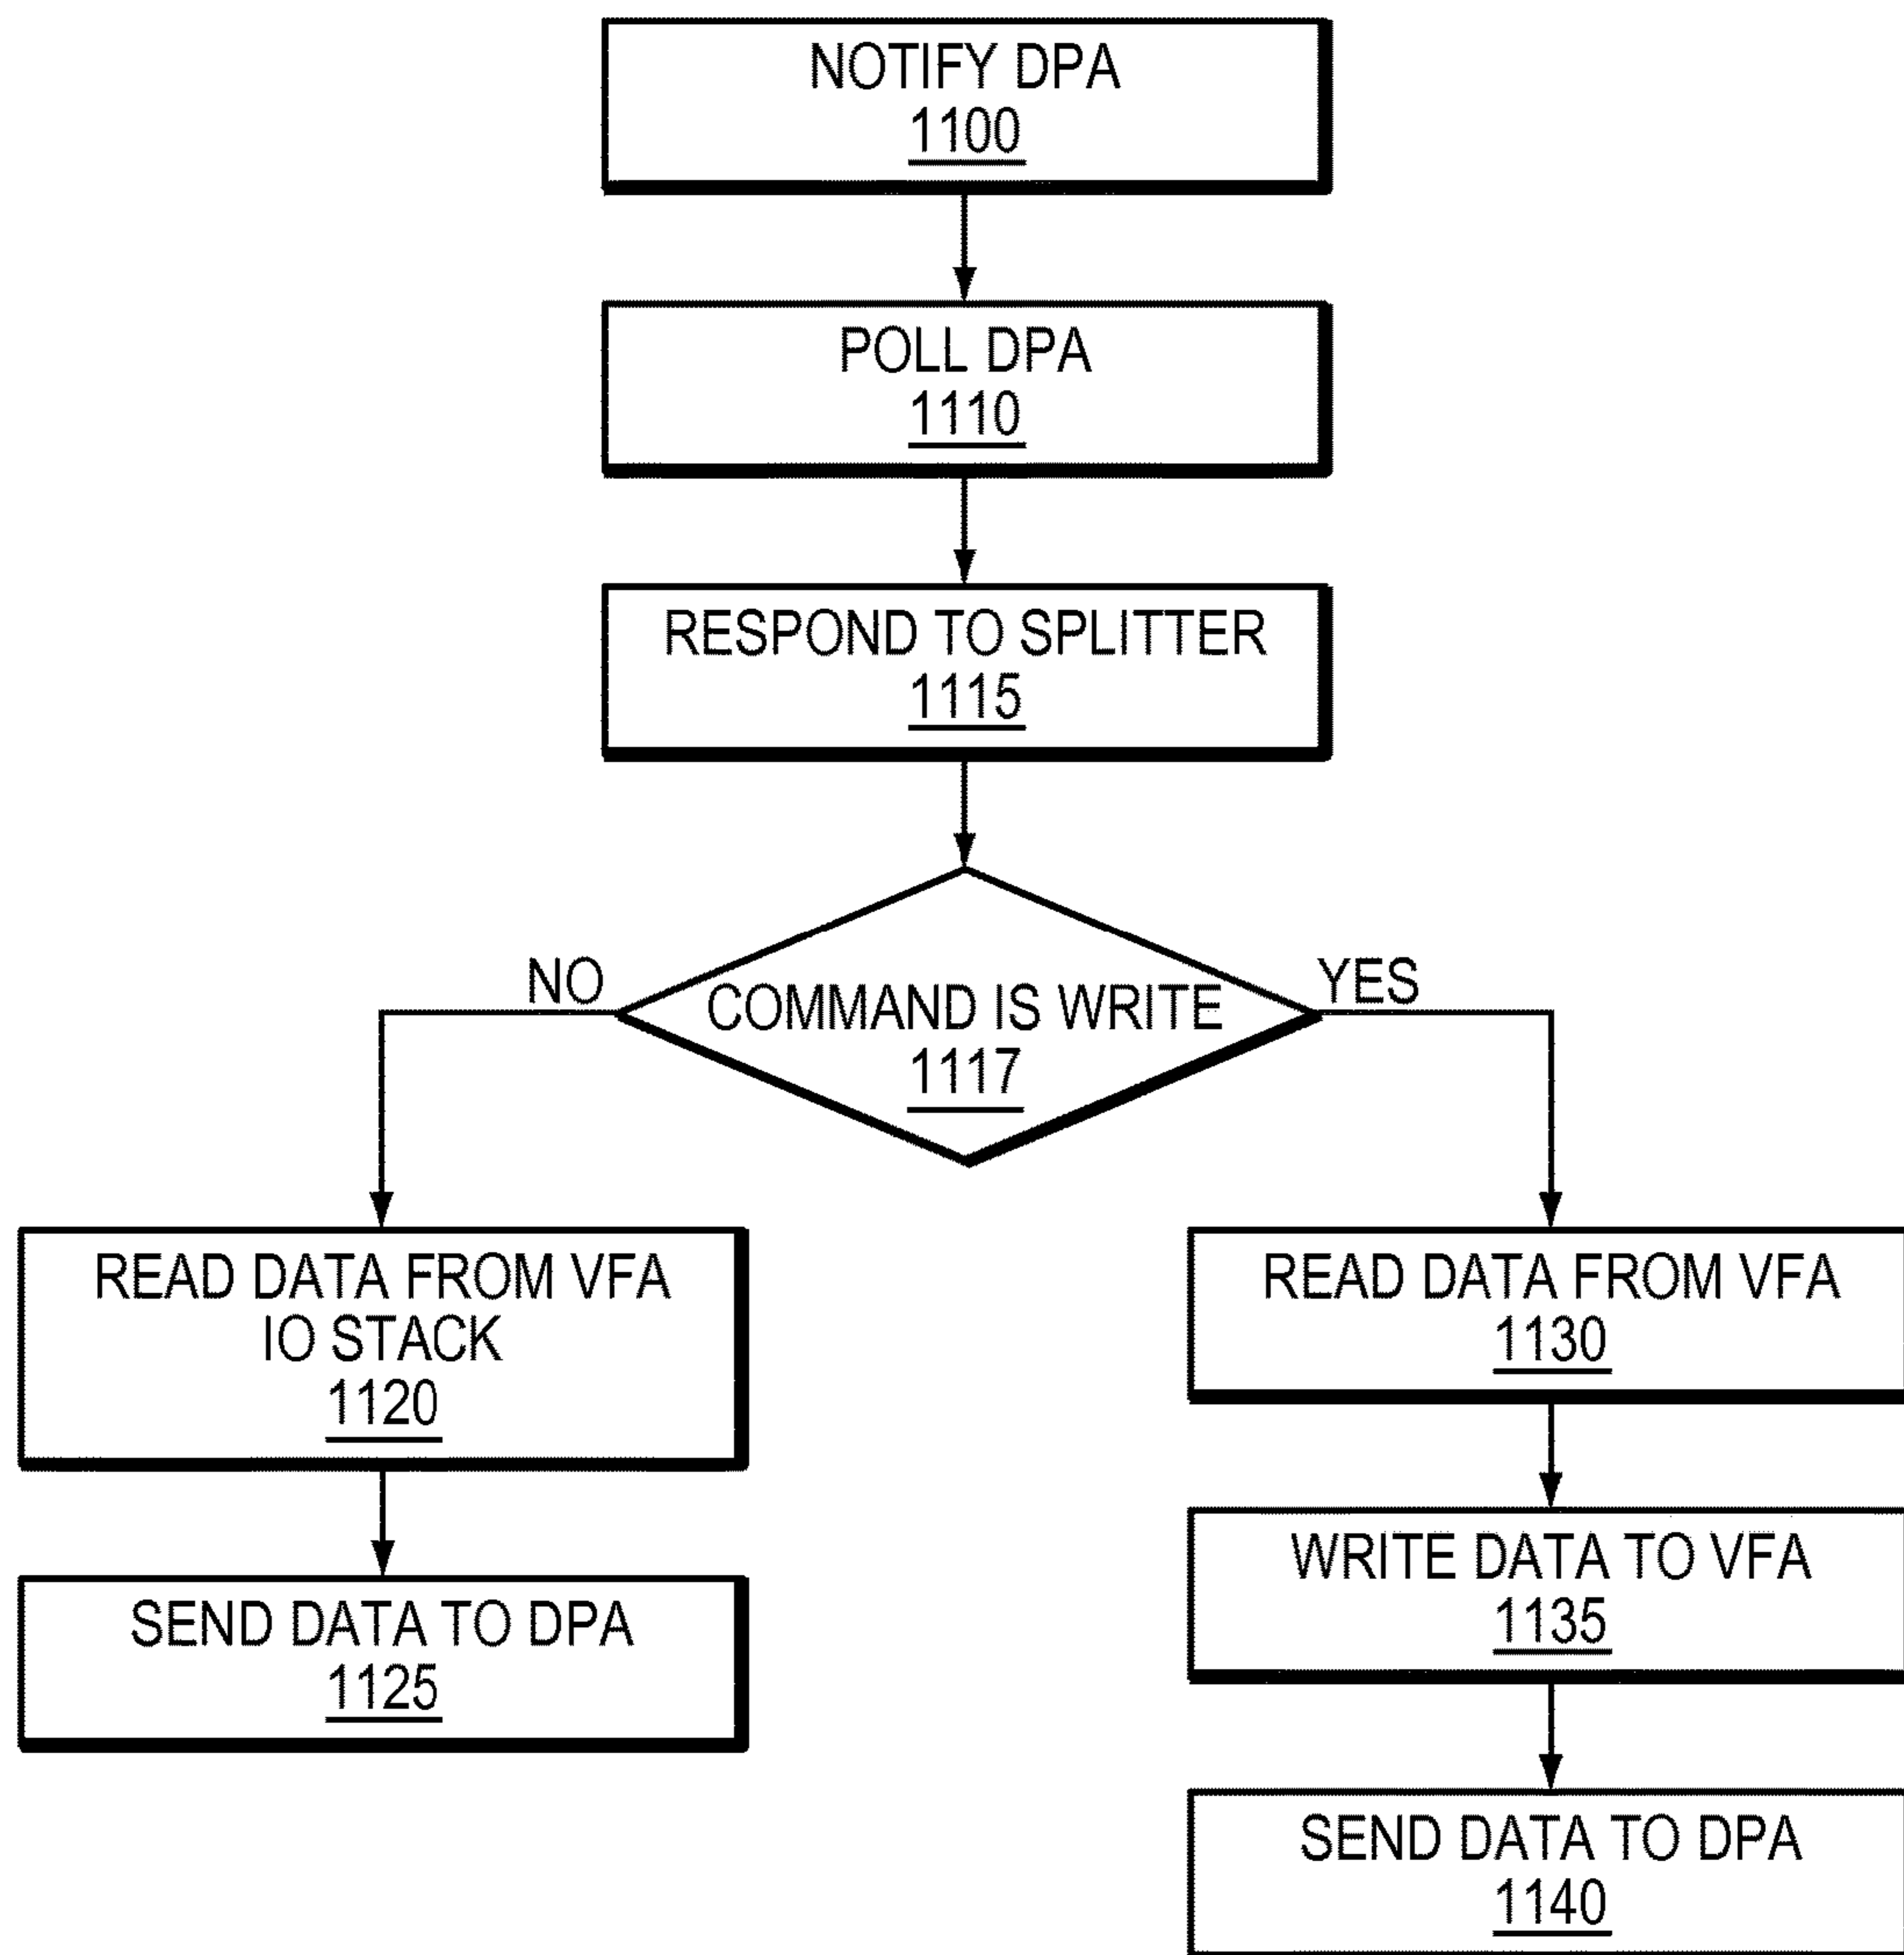 NOTIFY DPA
1100
POLL DPA
1110
RESPOND TO SPLITTER
1115
NO
YES
COMMAND IS WRITE
1117
READ DATA FROM VFA
IO STACK
1120
SEND DATA TO DPA
1125
READ DATA FROM VFA
1130
WRITE DATA TO VFA
1135
SEND DATA TO DPA
1140